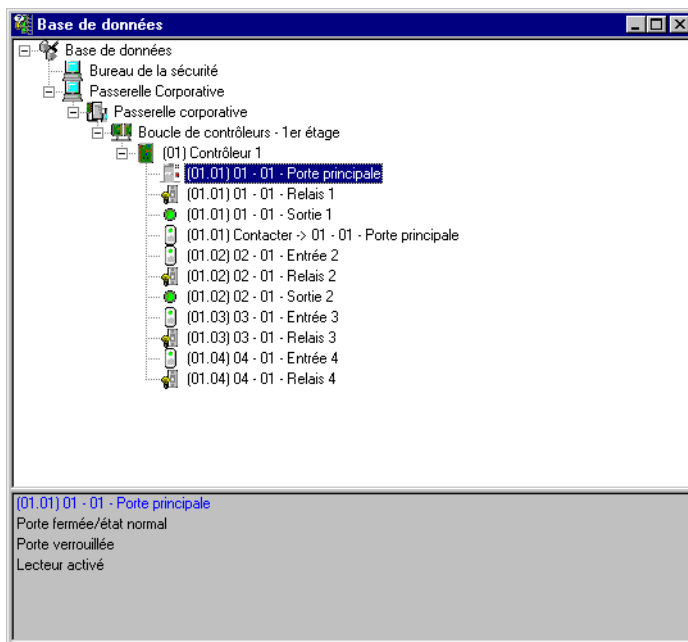 Base de données
Base de données
Bureau de la sécurité
Passerelle Corporative
Passerelle corporative
Boucle de contrôleurs - 1er étage
(01) Contrôleur 1
(01.01) 01 - 01 - Porte principale
(01.01) 01 - 01 - Relais 1
(01.01) 01 - 01 - Sortie 1
(01.01) Contacter -> 01 - 01 - Porte principale
(01.02) 02 - 01 - Entrée 2
(01.02) 02 - 01 - Relais 2
(01.02) 02 - 01 - Sortie 2
(01.03) 03 - 01 - Entrée 3
(01.03) 03 - 01 - Relais 3
(01.04) 04 - 01 - Entrée 4
(01.04) 04 - 01 - Relais 4
(01.01) 01 - 01 - Porte principale
Porte fermée/état normal
Porte verrouillée
Lecteur activé